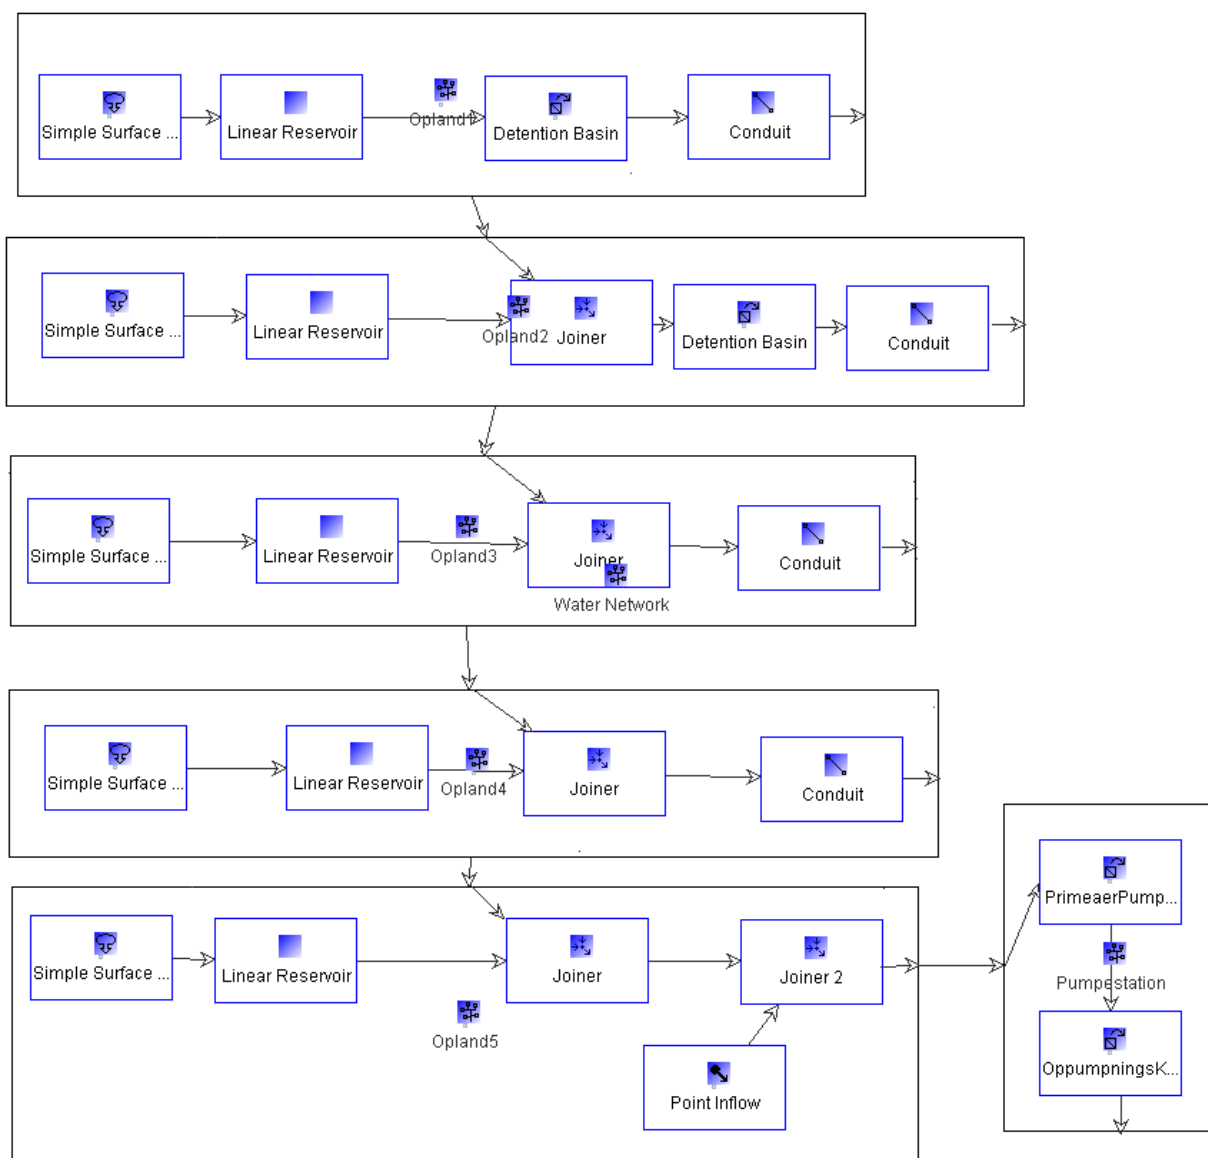 Simple Surface ...
Linear Reservoir
Opland1
Detention Basin
Conduit
Simple Surface ...
Linear Reservoir
Opland2
Joiner
Detention Basin
Conduit
Simple Surface ...
Linear Reservoir
Opland3
Joiner
Conduit
Water Network
Simple Surface ...
Linear Reservoir
Opland4
Joiner
Conduit
Simple Surface ...
Linear Reservoir
Joiner
Joiner 2
Opland5
Point Inflow
PrimeaerPump...
Pumpestation
OppumpningsK...